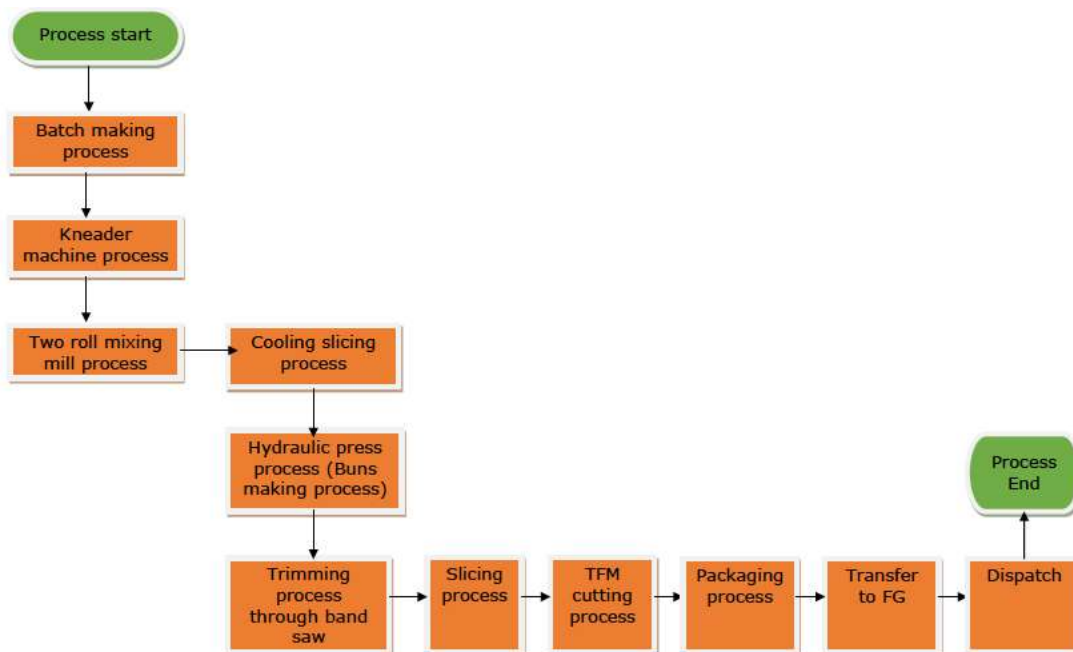 Process start
Batch making
process
Kneader
machine process
Two roll mixing
mill process
Cooling slicing
process
Hydraulic press
process (Buns
making process)
Trimming
process
through band
saw
Slicing
process
TFM
cutting
process
Packaging
process
Transfer
to FG
Dispatch
Process
End